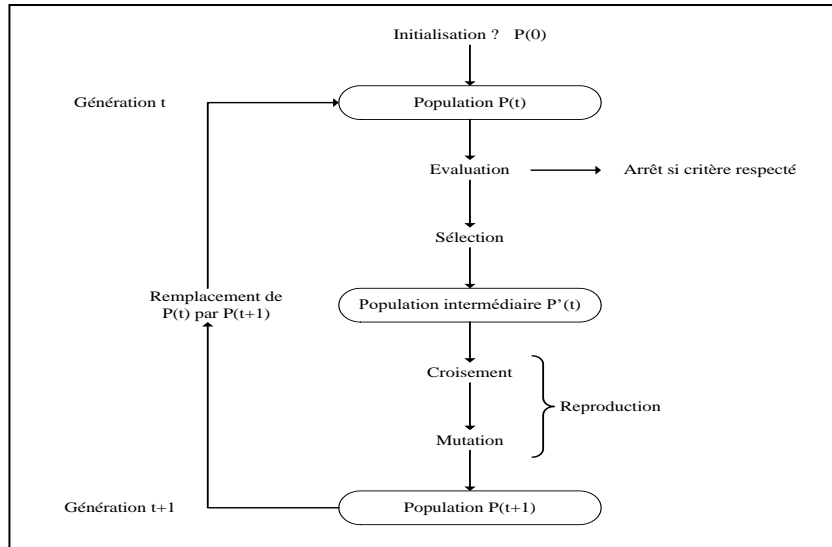 Initialisation ? P(0)
Génération t
Population P(t)
Evaluation
Arrêt si critère respecté
Sélection
Remplacement de
P(t) par P(t+1)
Population intermédiaire P’(t)
Croisement
Reproduction
Mutation
Génération t+1
Population P(t+1)